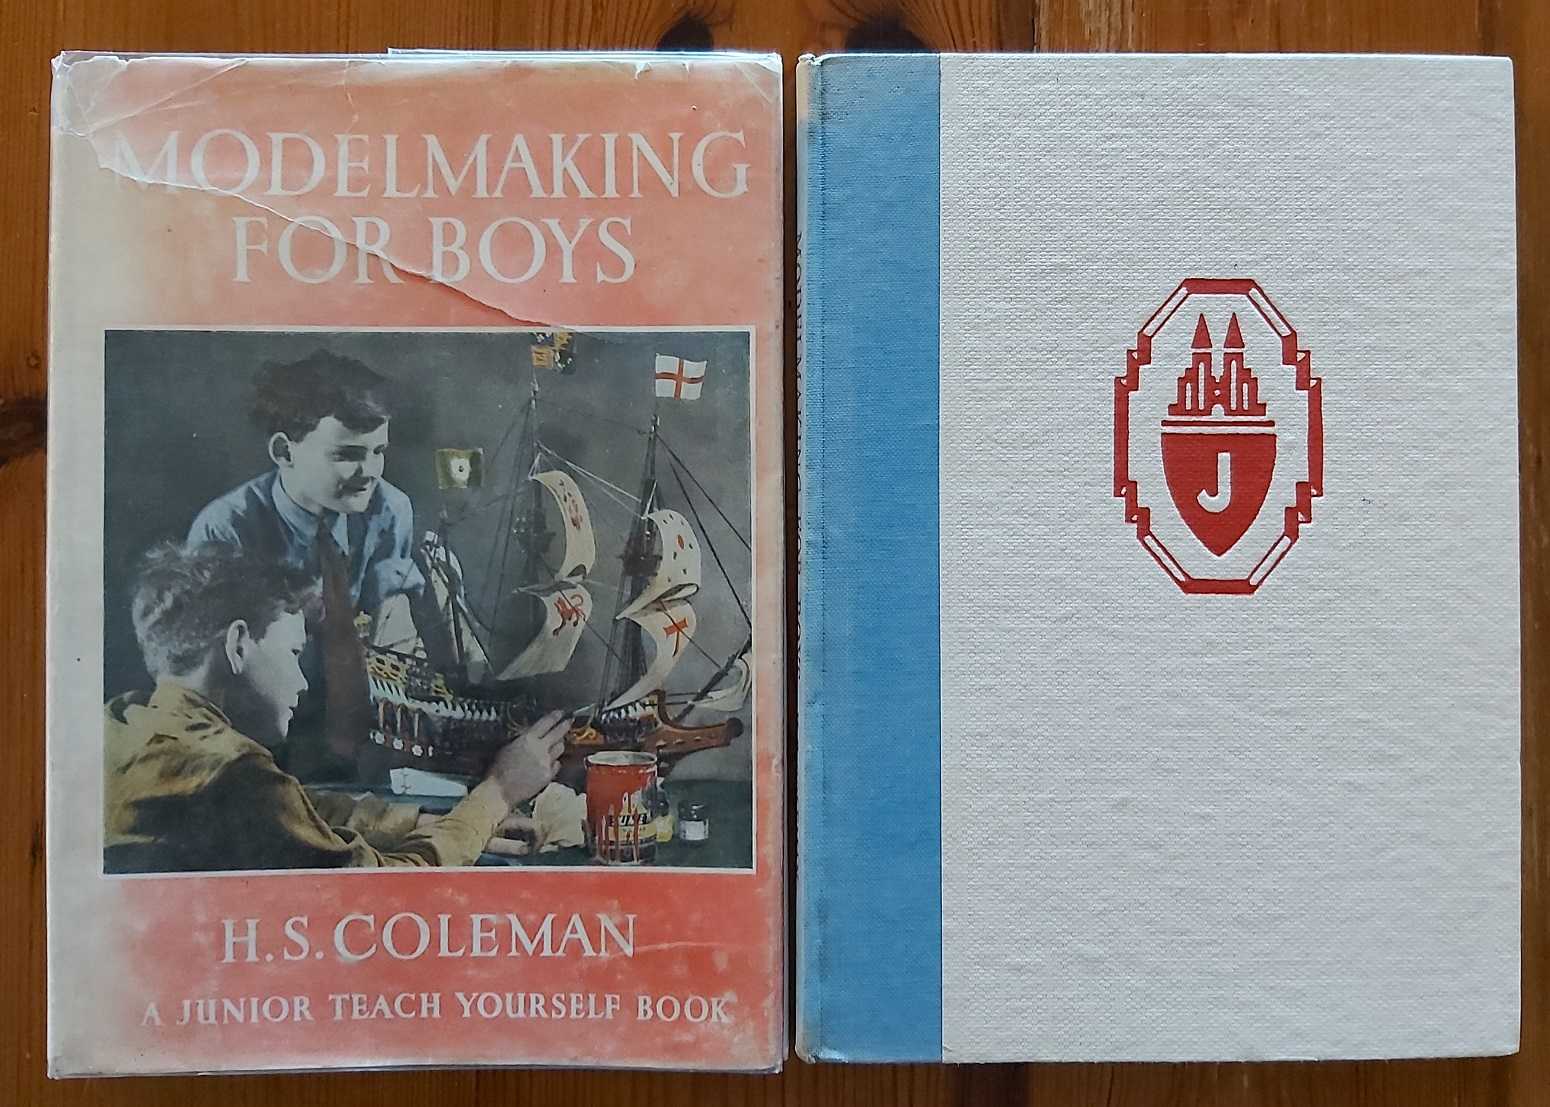 MODELMAKING
FOR BOYS
H. S. COLEMAN
A JUNIOR TEACH YOURSELF BOOK
J